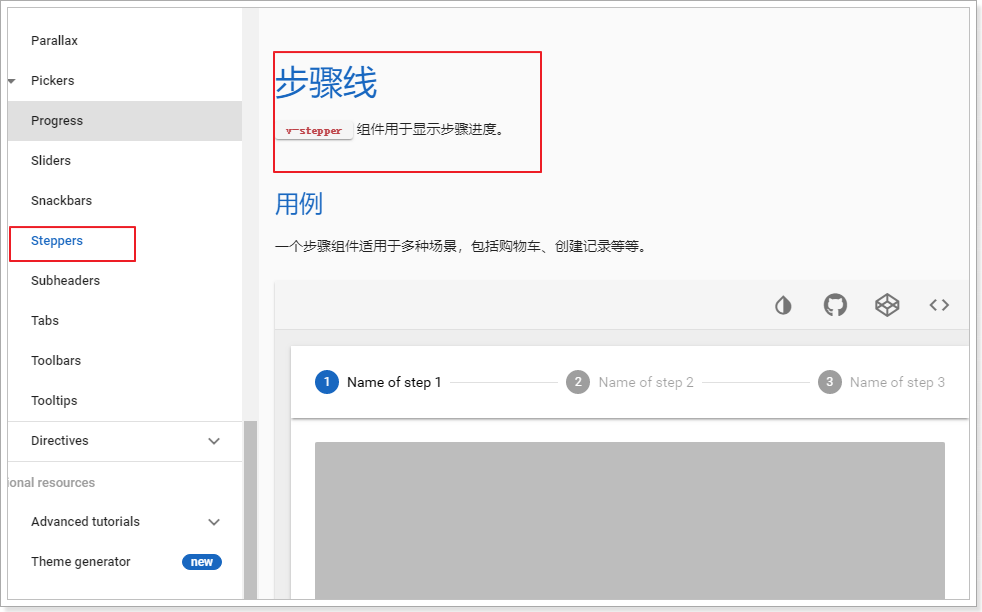 Parallax
Pickers
Progress
Sliders
Snackbars
Steppers
Subheaders
Tabs
Toolbars
Tooltips
Directives
ional resources
Advanced tutorials
Theme generator new
步骤线
v-stepper 组件用于显示步骤进度。
用例
一个步骤组件适用于多种场景，包括购物车、创建记录等等。
1 Name of step 1 2 Name of step 2 3 Name of step 3